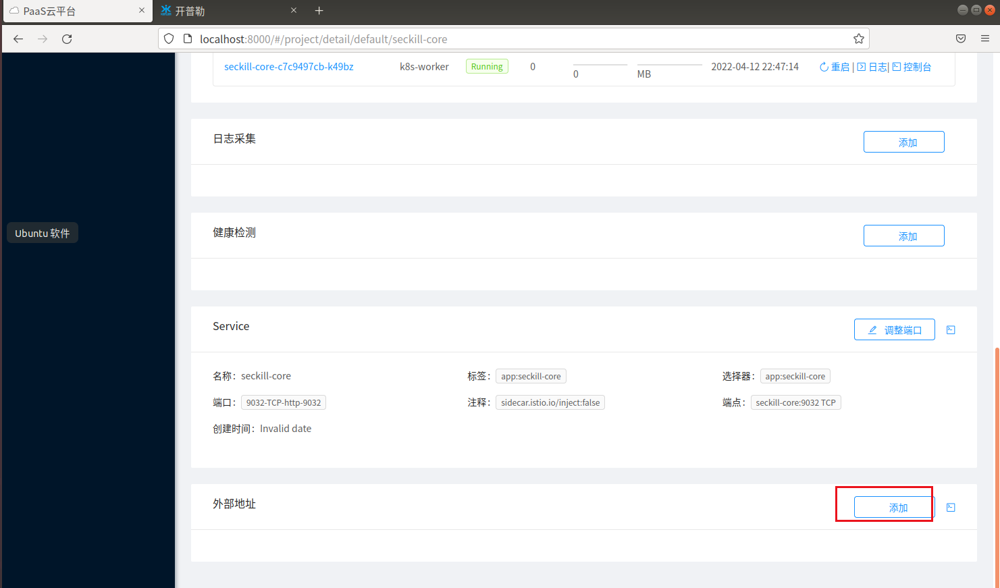 PaaS云平台
开普勒
localhost:8000/#/project/detail/default/seckill-core
seckill-core-c7c9497cb-k49bz k8s-worker Running 0 0 MB 2022-04-12 22:47:14 重启 | 日志| 控制台
日志采集 添加
Ubuntu 软件
健康检测 添加
Service 调整端口
名称：seckill-core 标签：app:seckill-core 选择器：app:seckill-core
端口：9032-TCP-http-9032 注释：sidecar.istio.io/inject:false 端点：seckill-core:9032 TCP
创建时间：Invalid date
外部地址 添加